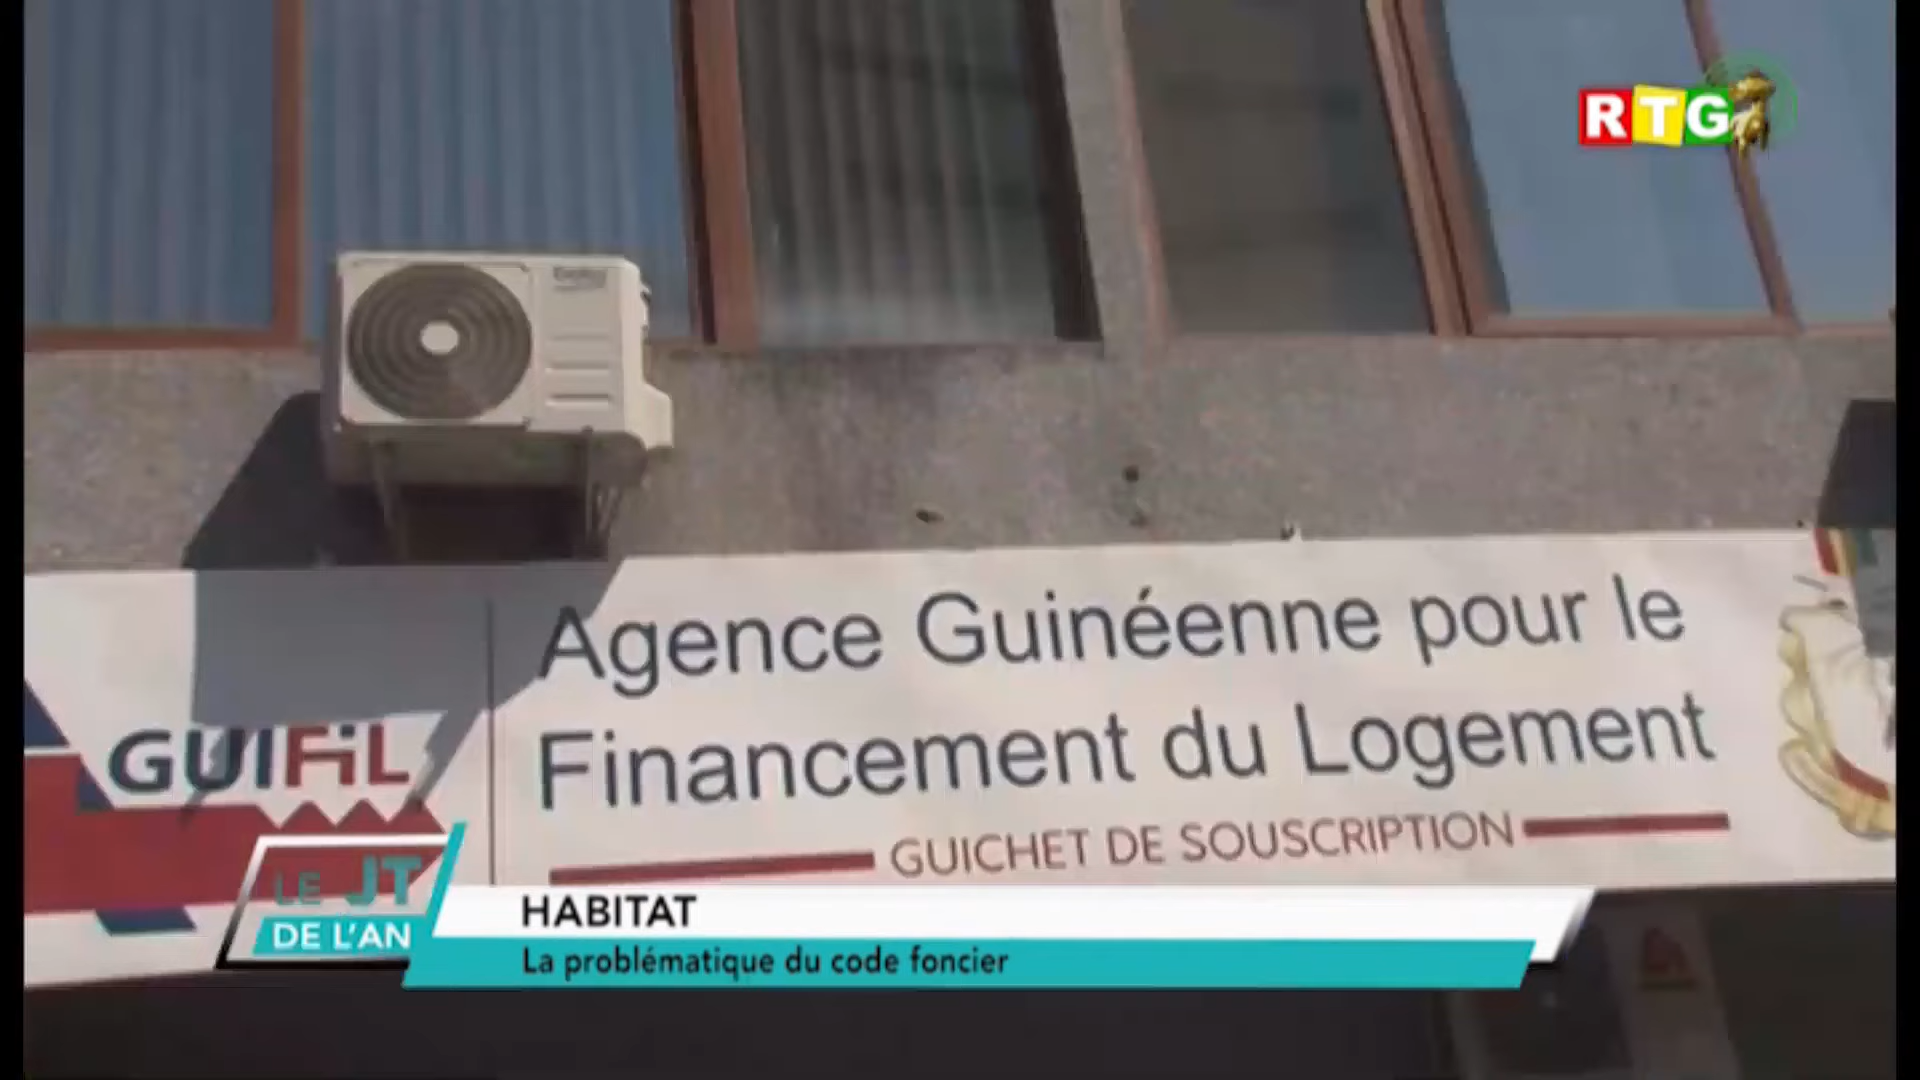 RTG
Agence Guinéenne pour le
Financement du Logement
GUIFiL
GUICHET DE SOUSCRIPTION
LE JT
DE L'AN
HABITAT
La problématique du code foncier